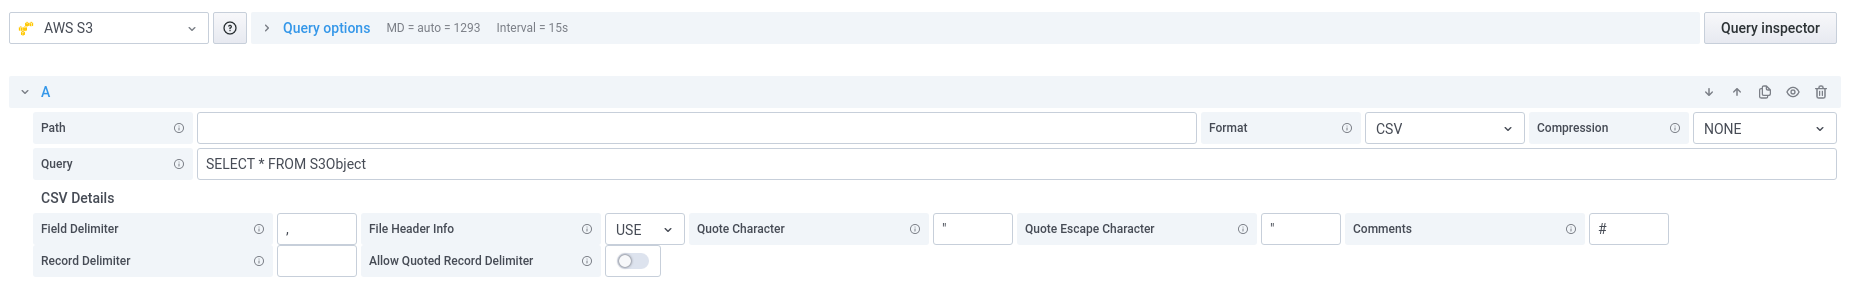 AWS S3 Query options MD = auto = 1293 Interval = 15s Query inspector
A
Path Format CSV Compression NONE
Query SELECT * FROM S3Object
CSV Details
Field Delimiter , File Header Info USE Quote Character " Quote Escape Character " Comments #
Record Delimiter Allow Quoted Record Delimiter